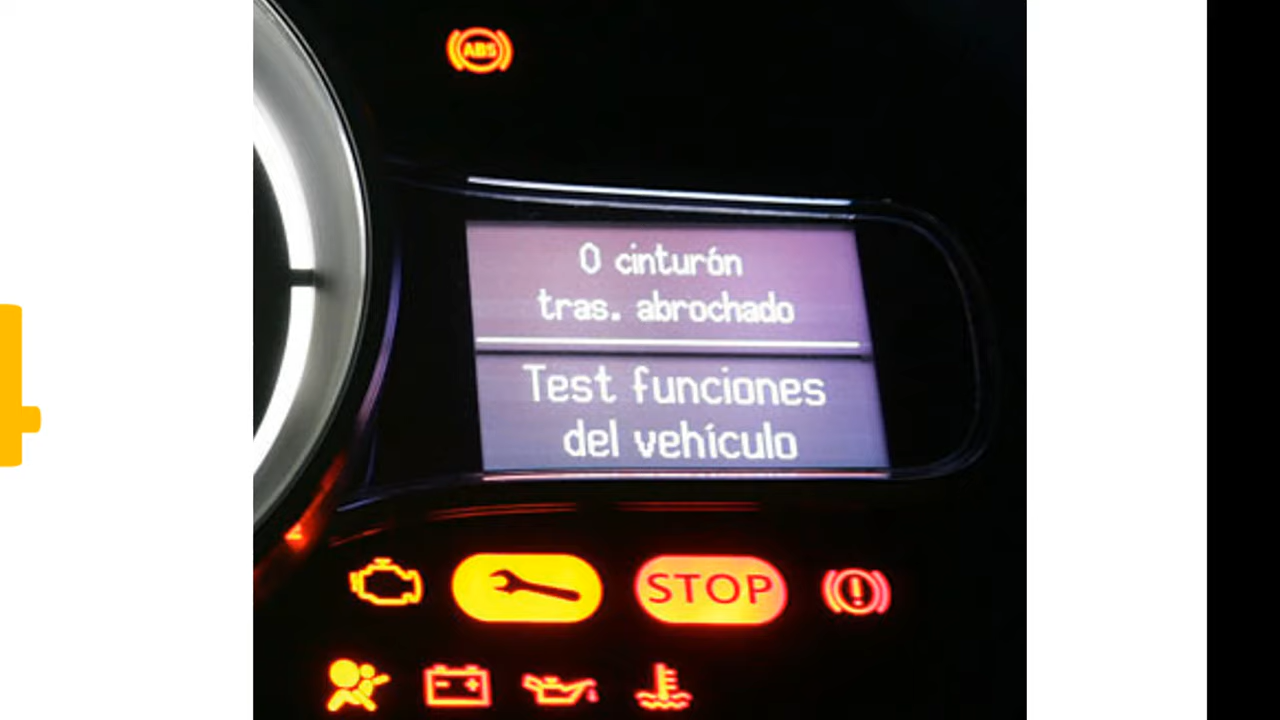 ABS
0 cinturón
tras. abrochado
Test funciones
del vehículo
STOP